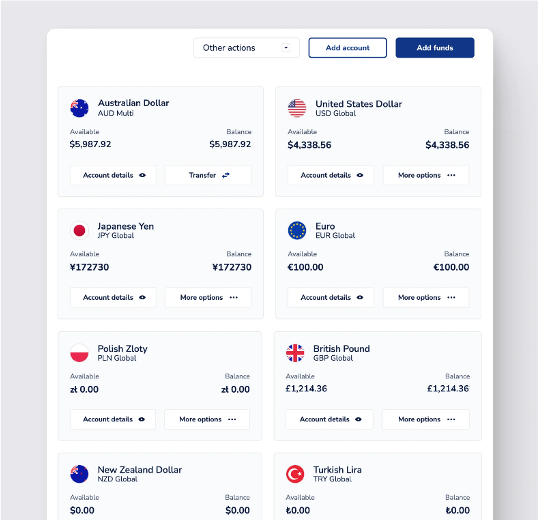 Other actions
Add account
Add funds
Australian Dollar
AUD Multi
Available Balance
$5,987.92 $5,987.92
Account details Transfer
United States Dollar
USD Global
Available Balance
$4,338.56 $4,338.56
Account details More options
Japanese Yen
JPY Global
Available Balance
¥172730 ¥172730
Account details More options
Euro
EUR Global
Available Balance
€100.00 €100.00
Account details More options
Polish Zloty
PLN Global
Available Balance
zł 0.00 zł 0.00
Account details More options
British Pound
GBP Global
Available Balance
£1,214.36 £1,214.36
Account details More options
New Zealand Dollar
NZD Global
Available Balance
$0.00 $0.00
Turkish Lira
TRY Global
Available Balance
₺0.00 ₺0.00